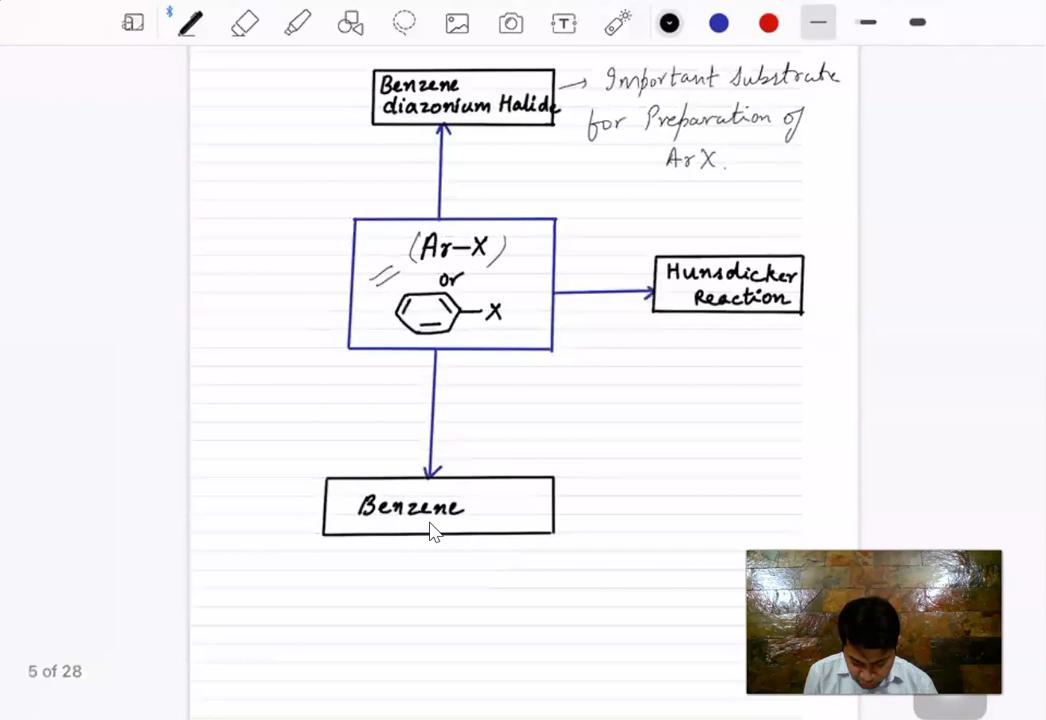 Benzene
diazonium Halide
→ Important substrate
for Preparation of
ArX.
(Ar-X)
or
X
Hunsdicker
Reaction
Benzene
5 of 28
T